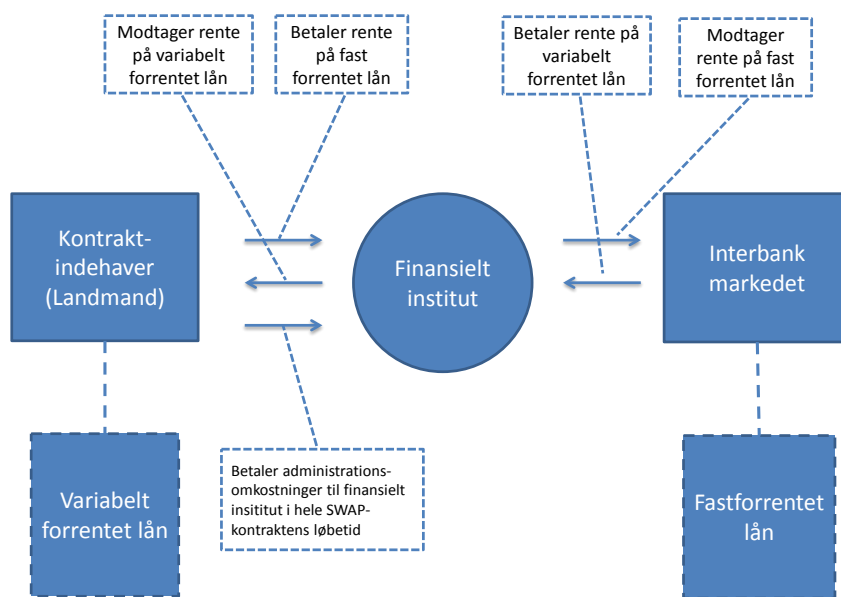 Modtager rente
på variabelt
forrentet lån
Betaler rente
på fast
forrentet lån
Betaler rente på
variabelt
forrentet lån
Modtager
rente på fast
forrentet lån
Kontrakt-
indehaver
(Landmand)
Finansielt
institut
Interbank
markedet
Variabelt
forrentet lån
Betaler administrations-
omkostninger til finansielt
insititut i hele SWAP-
kontraktens løbetid
Fastforrentet
lån